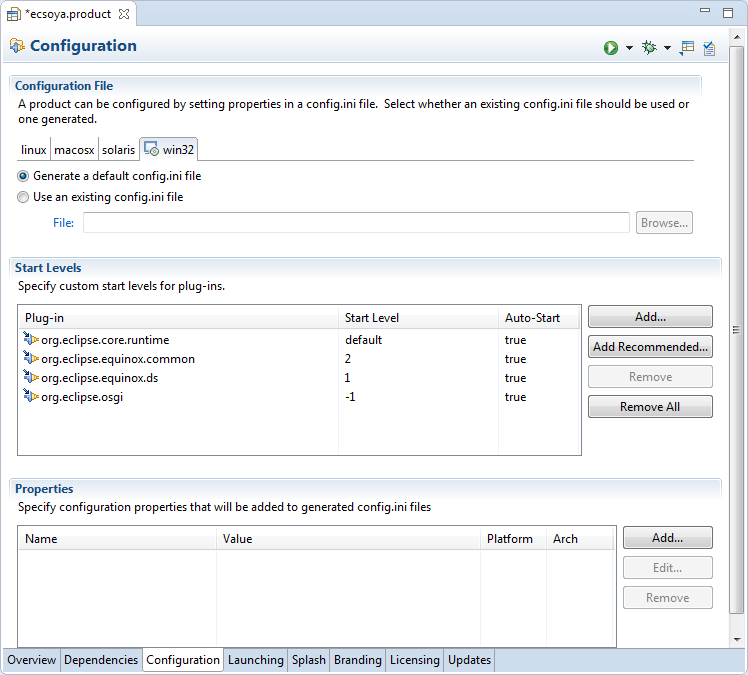 *ecsoya.product
Configuration
Configuration File
A product can be configured by setting properties in a config.ini file. Select whether an existing config.ini file should be used or
one generated.
linux macosx solaris win32
Generate a default config.ini file
Use an existing config.ini file
File: Browse...
Start Levels
Specify custom start levels for plug-ins.
Plug-in Start Level Auto-Start Add...
org.eclipse.core.runtime default true Add Recommended...
org.eclipse.equinox.common 2 true
org.eclipse.equinox.ds 1 true Remove
org.eclipse.osgi -1 true Remove All
Properties
Specify configuration properties that will be added to generated config.ini files
Name Value Platform Arch Add...
Edit...
Remove
Overview Dependencies Configuration Launching Splash Branding Licensing Updates